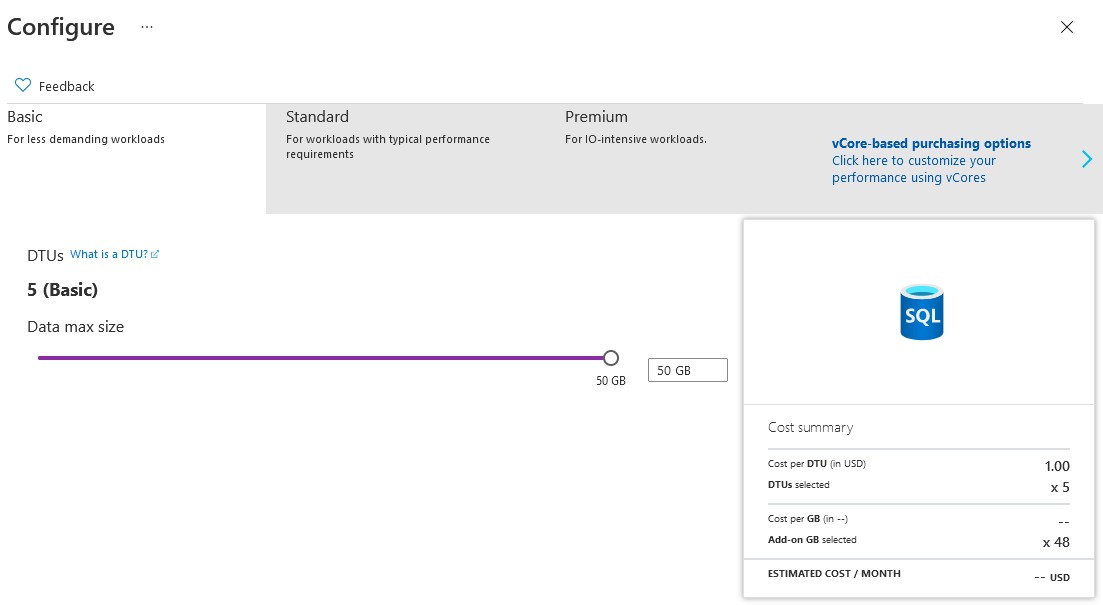 Configure ...
Feedback
Basic
For less demanding workloads
Standard
For workloads with typical performance
requirements
Premium
For IO-intensive workloads.
vCore-based purchasing options
Click here to customize your
performance using vCores
DTUs What is a DTU?
5 (Basic)
Data max size
50 GB
50 GB
SQL
Cost summary
Cost per DTU (in USD) 1.00
DTUs selected x 5
Cost per GB (in --) --
Add-on GB selected x 48
ESTIMATED COST / MONTH -- USD